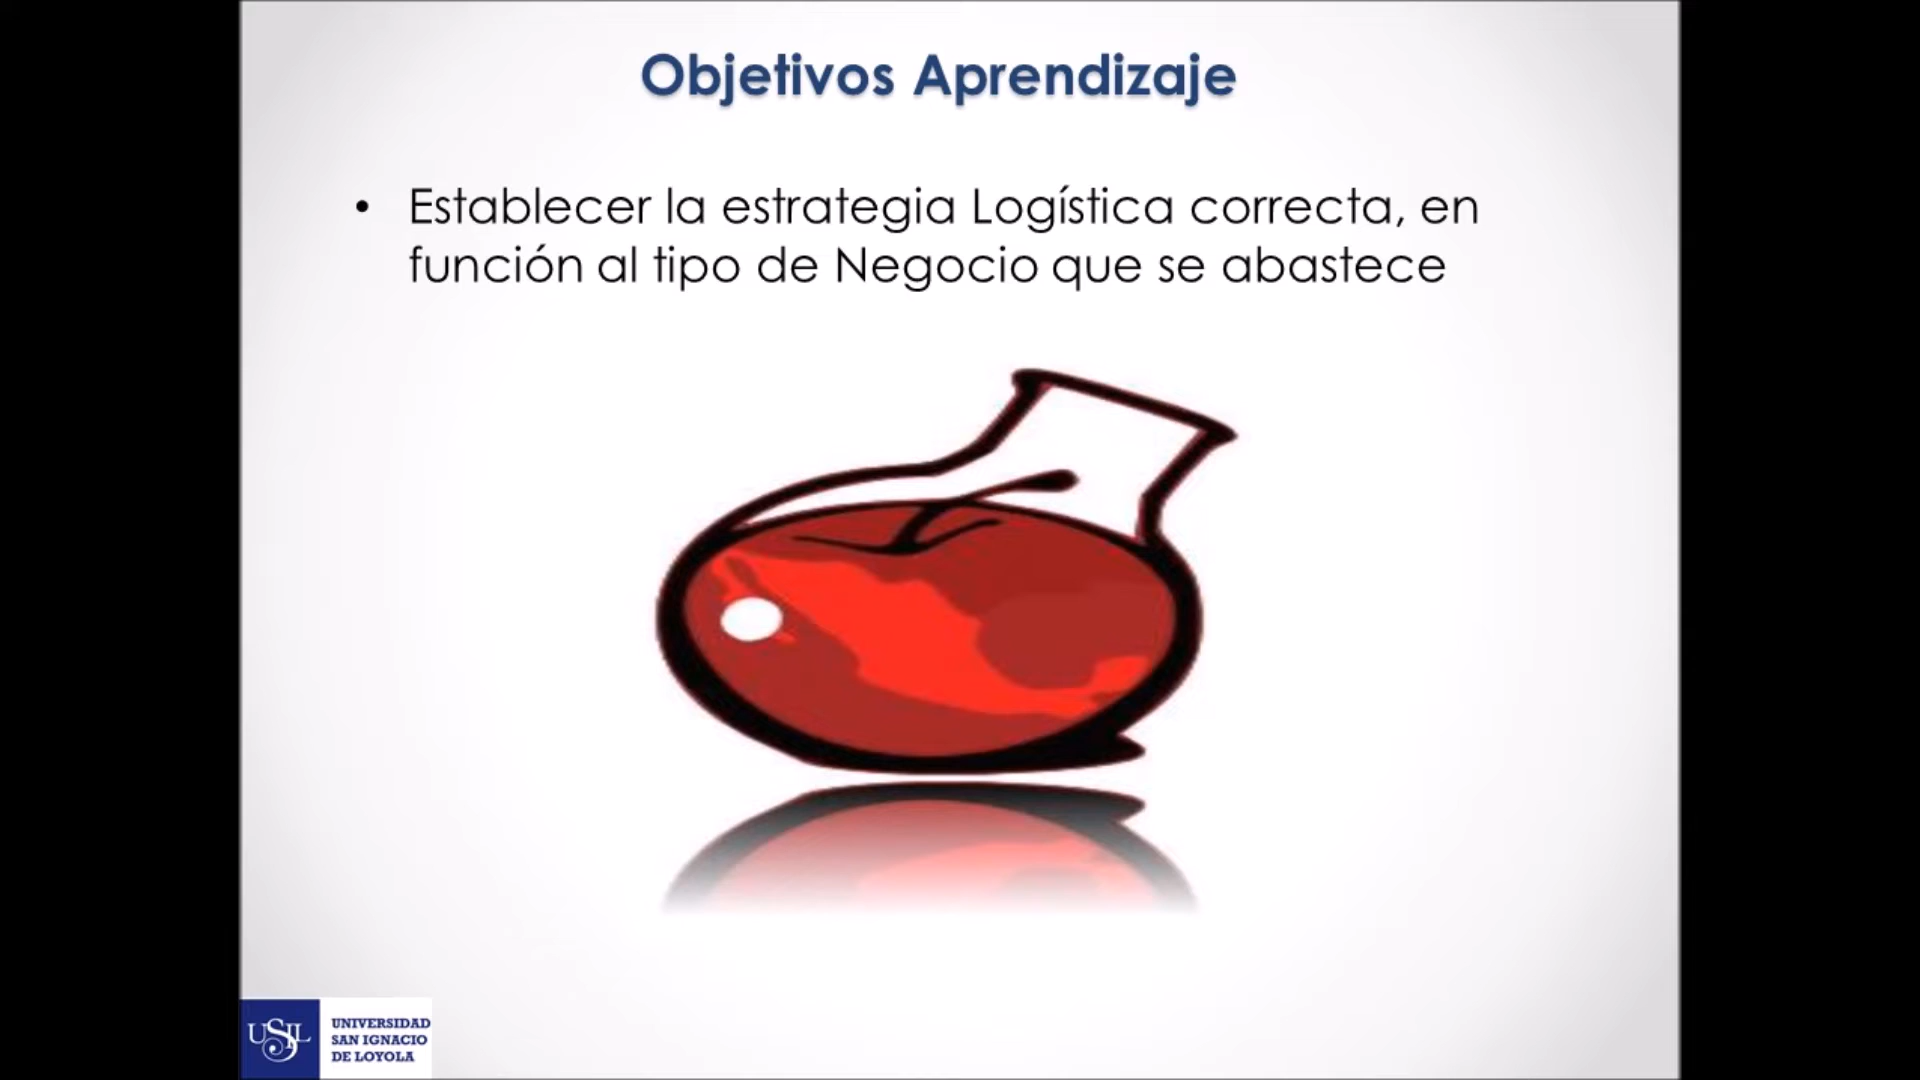 Objetivos Aprendizaje
• Establecer la estrategia Logística correcta, en
función al tipo de Negocio que se abastece
USIL
UNIVERSIDAD
SAN IGNACIO
DE LOYOLA